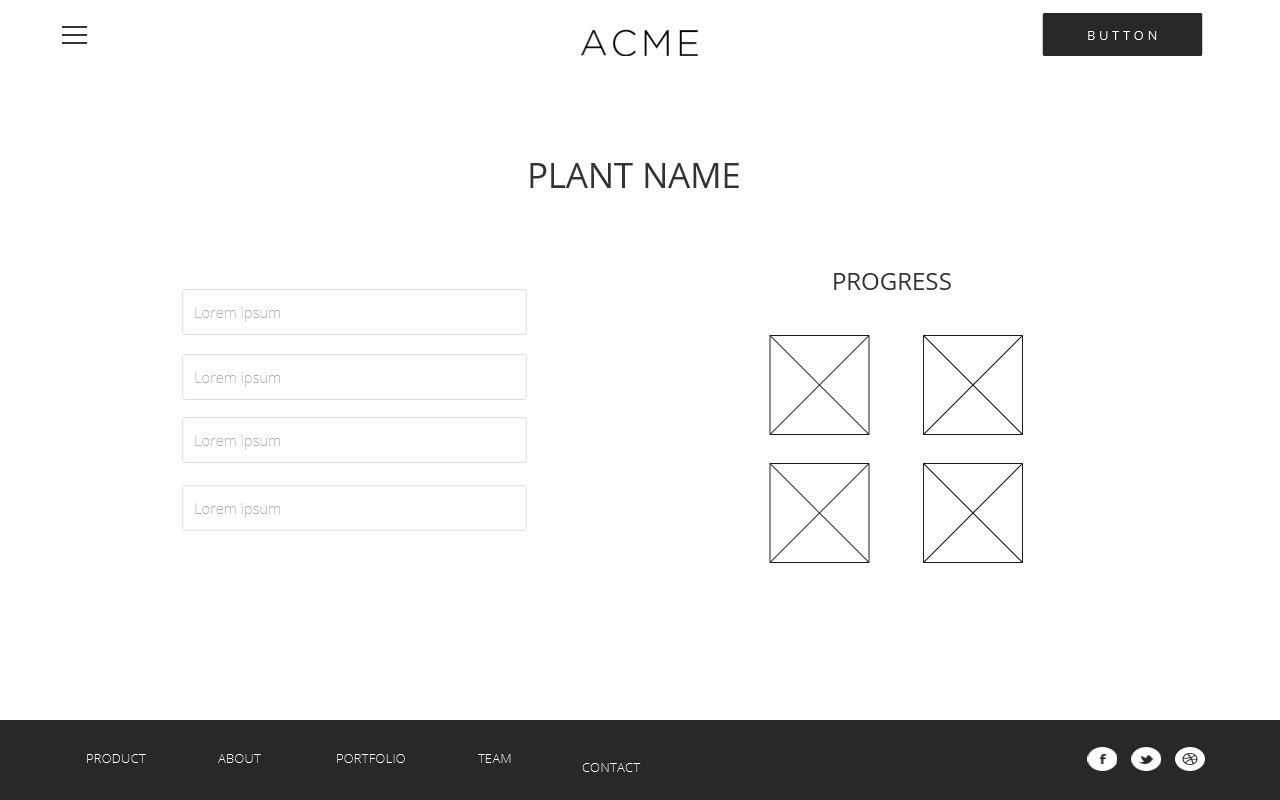 ACME
BUTTON
PLANT NAME
PROGRESS
Lorem ipsum
Lorem ipsum
Lorem ipsum
Lorem ipsum
PRODUCT ABOUT PORTFOLIO TEAM CONTACT